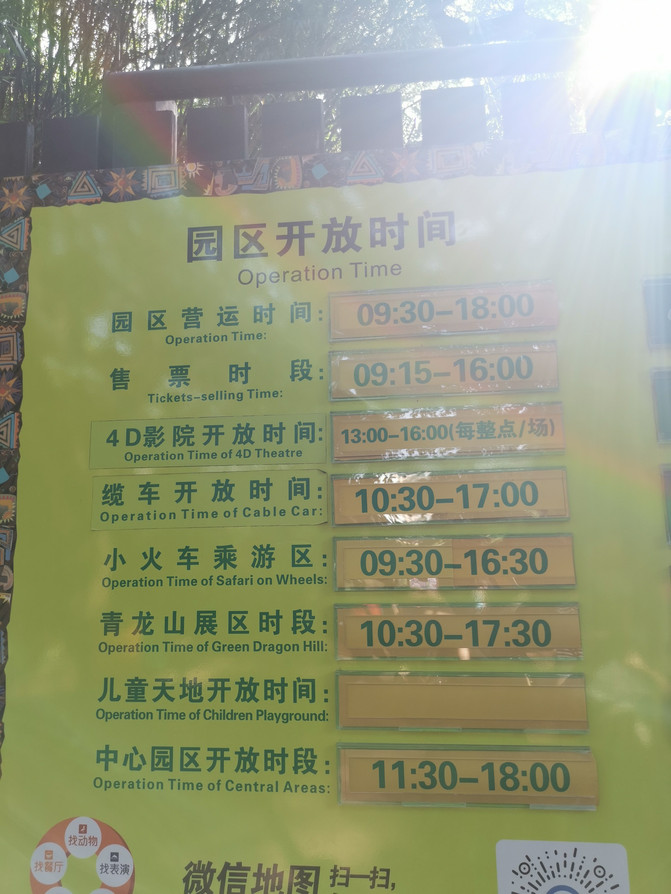 园区开放时间
Operation Time
园区营运时间: 09:30-18:00
Operation Time:
售票时段: 09:15-16:00
Tickets-selling Time:
4D影院开放时间: 13:00-16:00(每整点/场)
Operation Time of 4D Theatre
缆车开放时间: 10:30-17:00
Operation Time of Cable Car:
小火车乘游区: 09:30-16:30
Operation Time of Safari on Wheels:
青龙山展区时段: 10:30-17:30
Operation Time of Green Dragon Hill:
儿童天地开放时间:
Operation Time of Children Playground:
中心园区开放时段: 11:30-18:00
Operation Time of Central Areas:
找动物
找餐厅 找表演
微信地图 扫一扫,